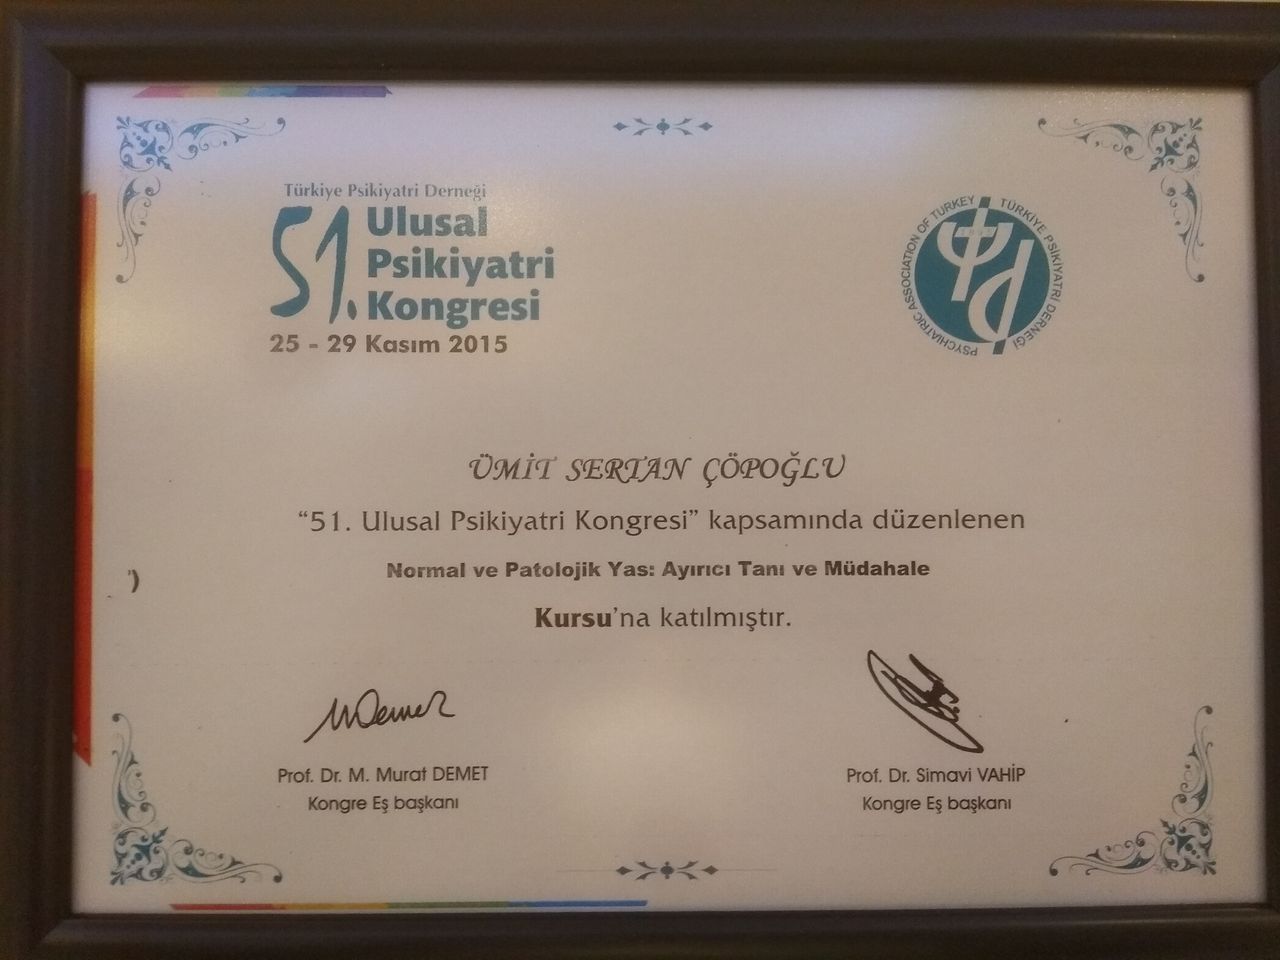 Türkiye Psikiyatri Derneği
51. Ulusal
Psikiyatri
Kongresi
25 - 29 Kasım 2015
PSYCHIATRIC ASSOCIATION OF TURKEY
TÜRKİYE PSİKİYATRİ DERNEĞİ
ÜMİT SERTAN ÇÖPOĞLU
“51. Ulusal Psikiyatri Kongresi” kapsamında düzenlenen
Normal ve Patolojik Yas: Ayırıcı Tanı ve Müdahale
Kursu’na katılmıştır.
Prof. Dr. M. Murat DEMET
Kongre Eş başkanı
Prof. Dr. Simavi VAHİP
Kongre Eş başkanı